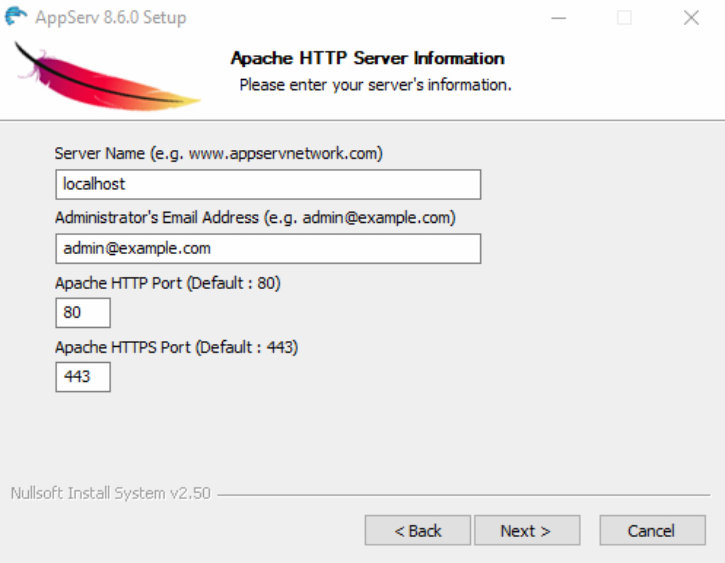 AppServ 8.6.0 Setup
Apache HTTP Server Information
Please enter your server's information.
Server Name (e.g. www.appservnetwork.com)
localhost
Administrator's Email Address (e.g. admin@example.com)
admin@example.com
Apache HTTP Port (Default : 80)
80
Apache HTTPS Port (Default : 443)
443
Nullsoft Install System v2.50
< Back Next > Cancel